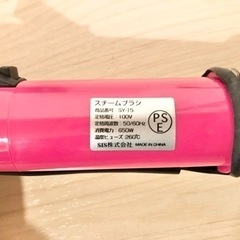 スチームブラシ
商品番号：SY-15
定格電圧：100V
定格周波数：50/60Hz
消費電力：650W
温度ヒューズ：260℃
SIS株式会社 MADE IN CHINA
PS
E